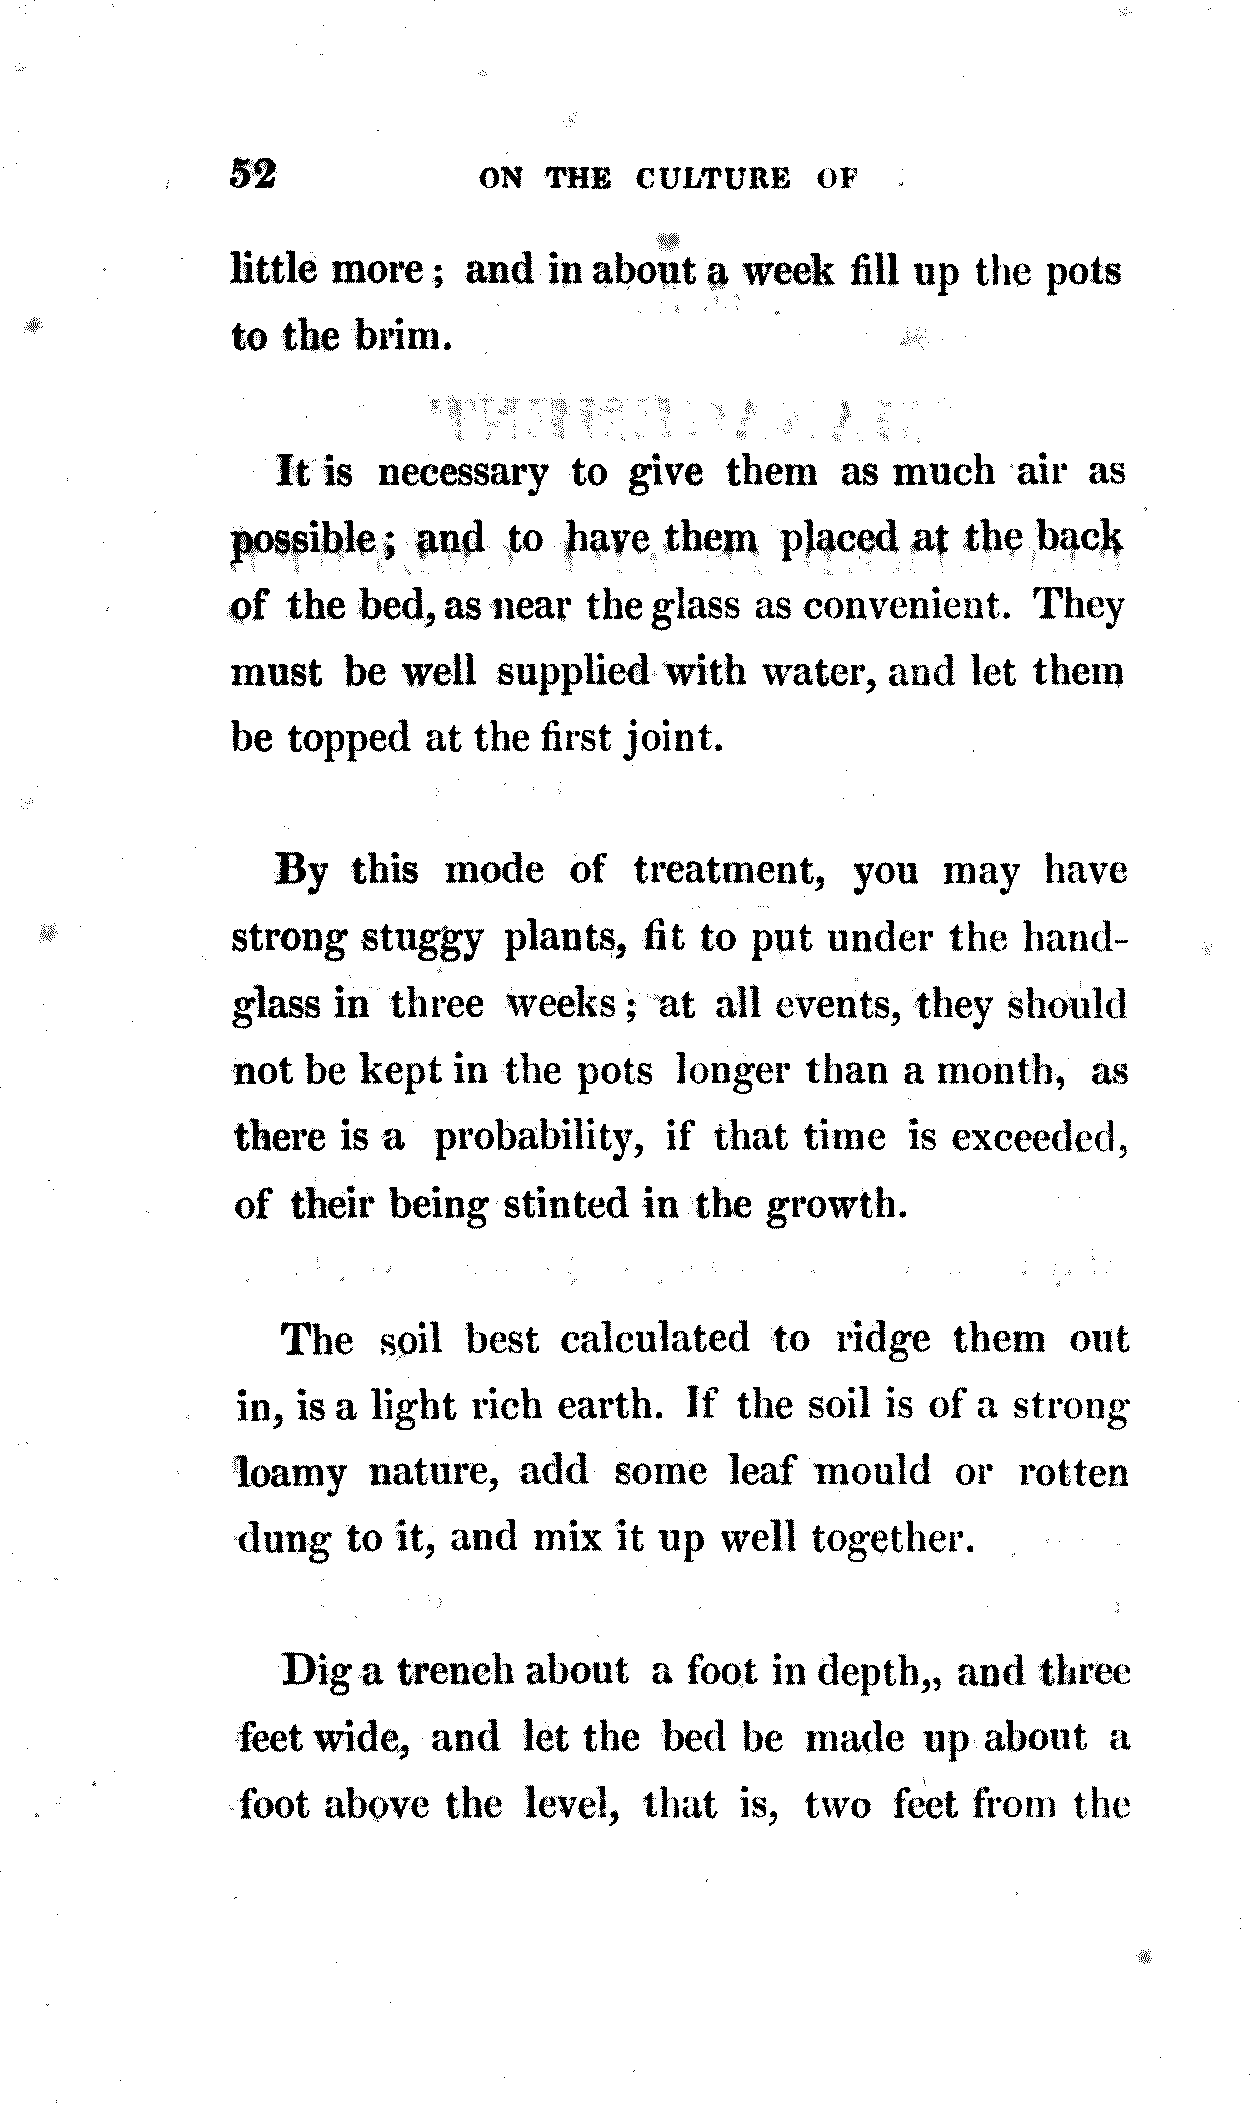 52 ON THE CULTURE OF
little more; and in about a week fill up the pots
to the brim.
It is necessary to give them as much air as
possible; and to have them placed at the back
of the bed, as near the glass as convenient. They
must be well supplied with water, and let them
be topped at the first joint.
By this mode of treatment, you may have
strong stuggy plants, fit to put under the hand-
glass in three weeks; at all events, they should
not be kept in the pots longer than a month, as
there is a probability, if that time is exceeded,
of their being stinted in the growth.
The soil best calculated to ridge them out
in, is a light rich earth. If the soil is of a strong
loamy nature, add some leaf mould or rotten
dung to it, and mix it up well together.
Dig a trench about a foot in depth,, and three
feet wide, and let the bed be made up about a
foot above the level, that is, two feet from the